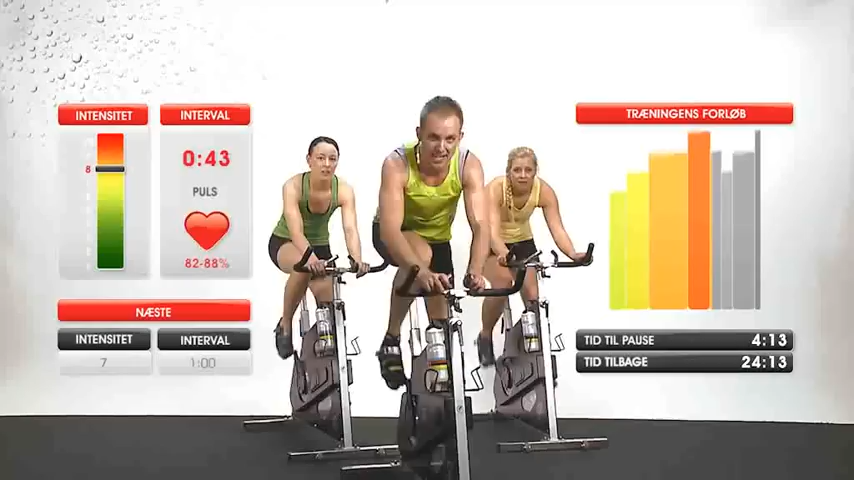 INTENSITET
INTERVAL
8
0:43
PULS
82-88%
NÆSTE
INTENSITET
INTERVAL
7
1:00
TRÆNINGENS FORLØB
TID TIL PAUSE 4:13
TID TILBAGE 24:13